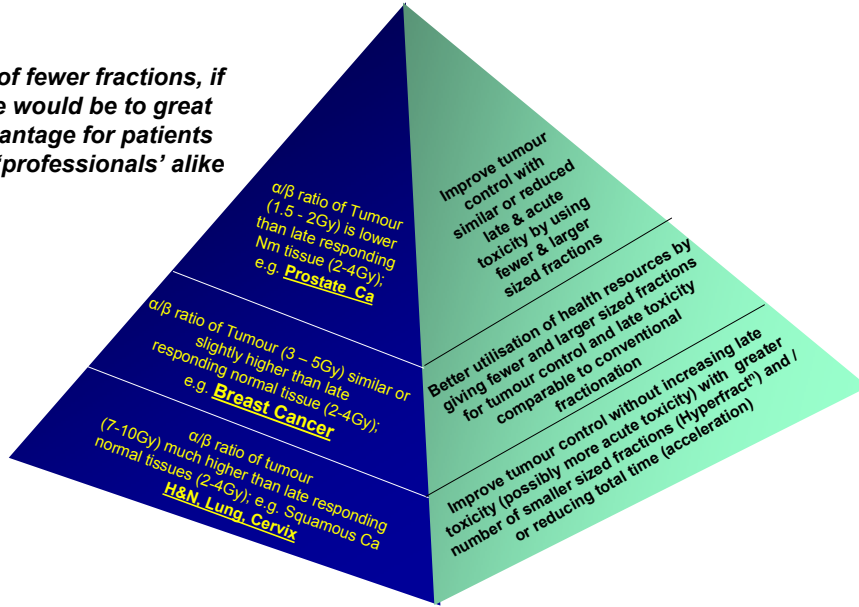 of fewer fractions, if
e would be to great
antage for patients
‘professionals’ alike
α/β ratio of Tumour
(1.5 - 2Gy) is lower
than late responding
Nm tissue (2-4Gy);
e.g. Prostate Ca
α/β ratio of Tumour (3 – 5Gy) similar or
slightly higher than late
responding normal tissue (2-4Gy);
e.g. Breast Cancer
α/β ratio of tumour
(7-10Gy) much higher than late responding
normal tissues (2-4Gy); e.g. Squamous Ca
H&N, Lung, Cervix
Improve tumour
control with
similar or reduced
late & acute
toxicity by using
fewer & larger
sized fractions
Better utilisation of health resources by
giving fewer and larger sized fractions
for tumour control and late toxicity
comparable to conventional
fractionation
Improve tumour control without increasing late
toxicity (possibly more acute toxicity) with greater
number of smaller sized fractions (Hyperfractⁿ) and /
or reducing total time (acceleration)